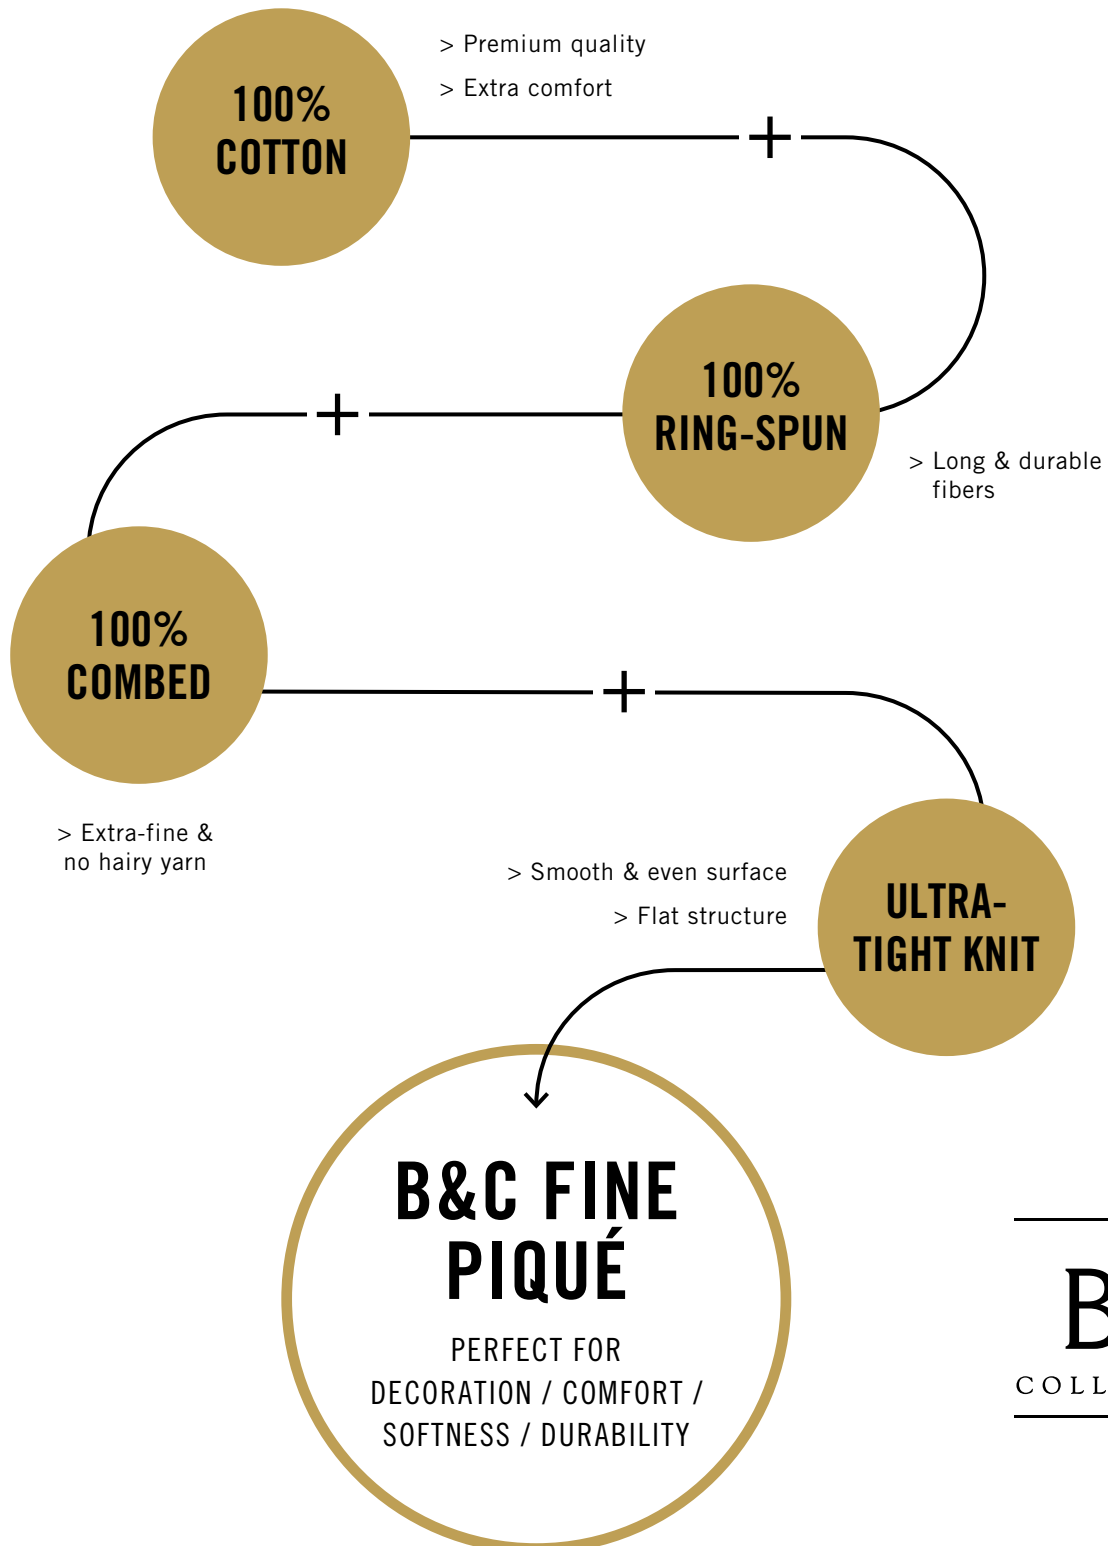 > Premium quality
> Extra comfort
100%
COTTON
100%
RING-SPUN
> Long & durable
fibers
100%
COMBED
> Extra-fine &
no hairy yarn
> Smooth & even surface
> Flat structure
ULTRA-
TIGHT KNIT
B&C FINE
PIQUÉ
PERFECT FOR
DECORATION / COMFORT /
SOFTNESS / DURABILITY
B
COLL